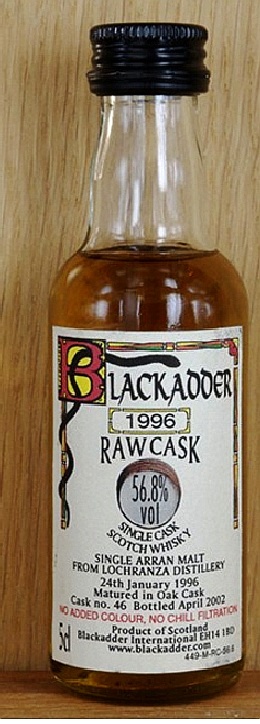 BLACKADDER
1996
RAW CASK
56.8%
vol
SINGLE CASK
SCOTCH WHISKY
SINGLE ARRAN MALT
FROM LOCHRANZA DISTILLERY
24th January 1996
Matured in Oak Cask
Cask no. 46 Bottled April 2002
NO ADDED COLOUR, NO CHILL FILTRATION
Product of Scotland
5cl
Blackadder International EH14 1BD
www.blackadder.com